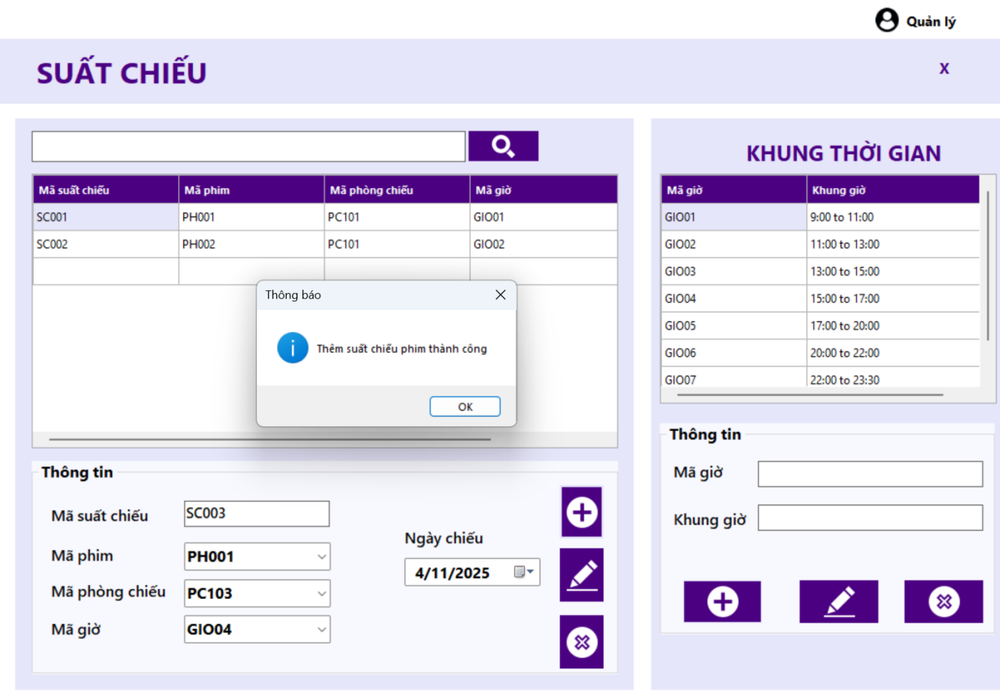 Quản lý
SUẤT CHIẾU
X
Mã suất chiếu Mã phim Mã phòng chiếu Mã giờ
SC001 PH001 PC101 GIO01
SC002 PH002 PC101 GIO02
Thông báo
Thêm suất chiếu phim thành công
OK
Thông tin
Mã suất chiếu SC003
Mã phim PH001
Mã phòng chiếu PC103
Mã giờ GIO04
Ngày chiếu
4/11/2025
KHUNG THỜI GIAN
Mã giờ Khung giờ
GIO01 9:00 to 11:00
GIO02 11:00 to 13:00
GIO03 13:00 to 15:00
GIO04 15:00 to 17:00
GIO05 17:00 to 20:00
GIO06 20:00 to 22:00
GIO07 22:00 to 23:30
Thông tin
Mã giờ
Khung giờ